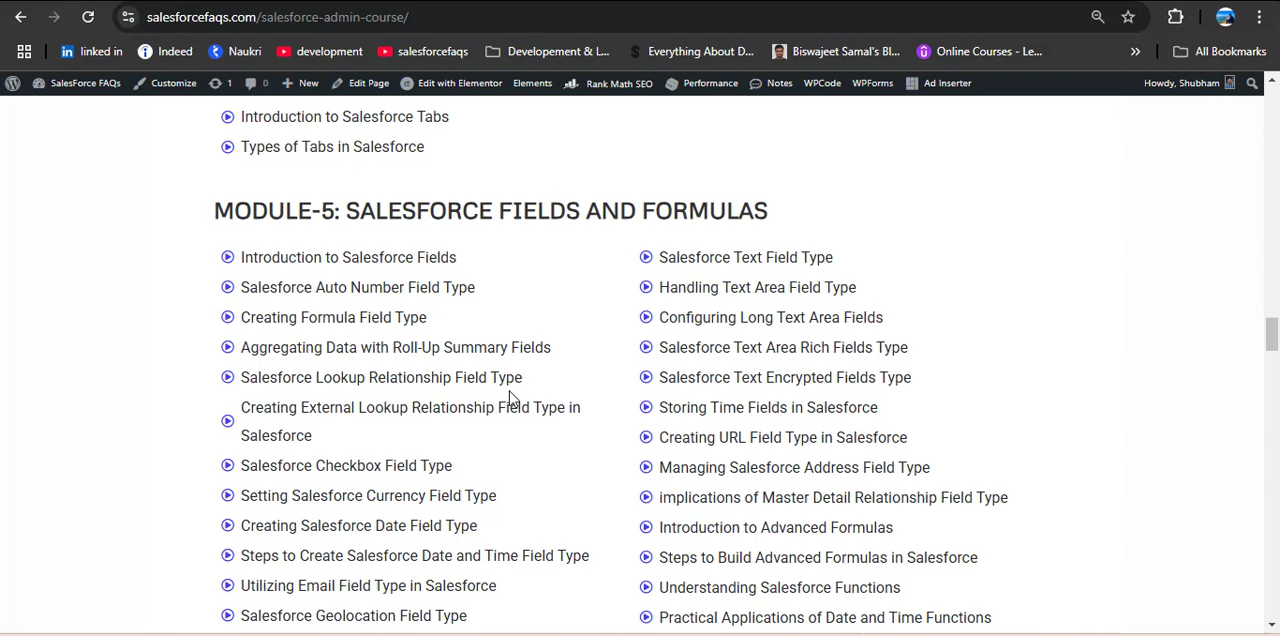 salesforcefaqs.com/salesforce-admin-course/
linked in Indeed Naukri development salesforcefaqs Developement & L... Everything About D... Biswajeet Samal's Bl... Online Courses - Le... All Bookmarks
SalesForce FAQs Customize 1 0 New Edit Page Edit with Elementor Elements Rank Math SEO Performance Notes WPCode WPForms Ad Inserter Howdy, Shubham
Introduction to Salesforce Tabs
Types of Tabs in Salesforce
MODULE-5: SALESFORCE FIELDS AND FORMULAS
Introduction to Salesforce Fields
Salesforce Auto Number Field Type
Creating Formula Field Type
Aggregating Data with Roll-Up Summary Fields
Salesforce Lookup Relationship Field Type
Creating External Lookup Relationship Field Type in
Salesforce
Salesforce Checkbox Field Type
Setting Salesforce Currency Field Type
Creating Salesforce Date Field Type
Steps to Create Salesforce Date and Time Field Type
Utilizing Email Field Type in Salesforce
Salesforce Geolocation Field Type
Salesforce Text Field Type
Handling Text Area Field Type
Configuring Long Text Area Fields
Salesforce Text Area Rich Fields Type
Salesforce Text Encrypted Fields Type
Storing Time Fields in Salesforce
Creating URL Field Type in Salesforce
Managing Salesforce Address Field Type
implications of Master Detail Relationship Field Type
Introduction to Advanced Formulas
Steps to Build Advanced Formulas in Salesforce
Understanding Salesforce Functions
Practical Applications of Date and Time Functions